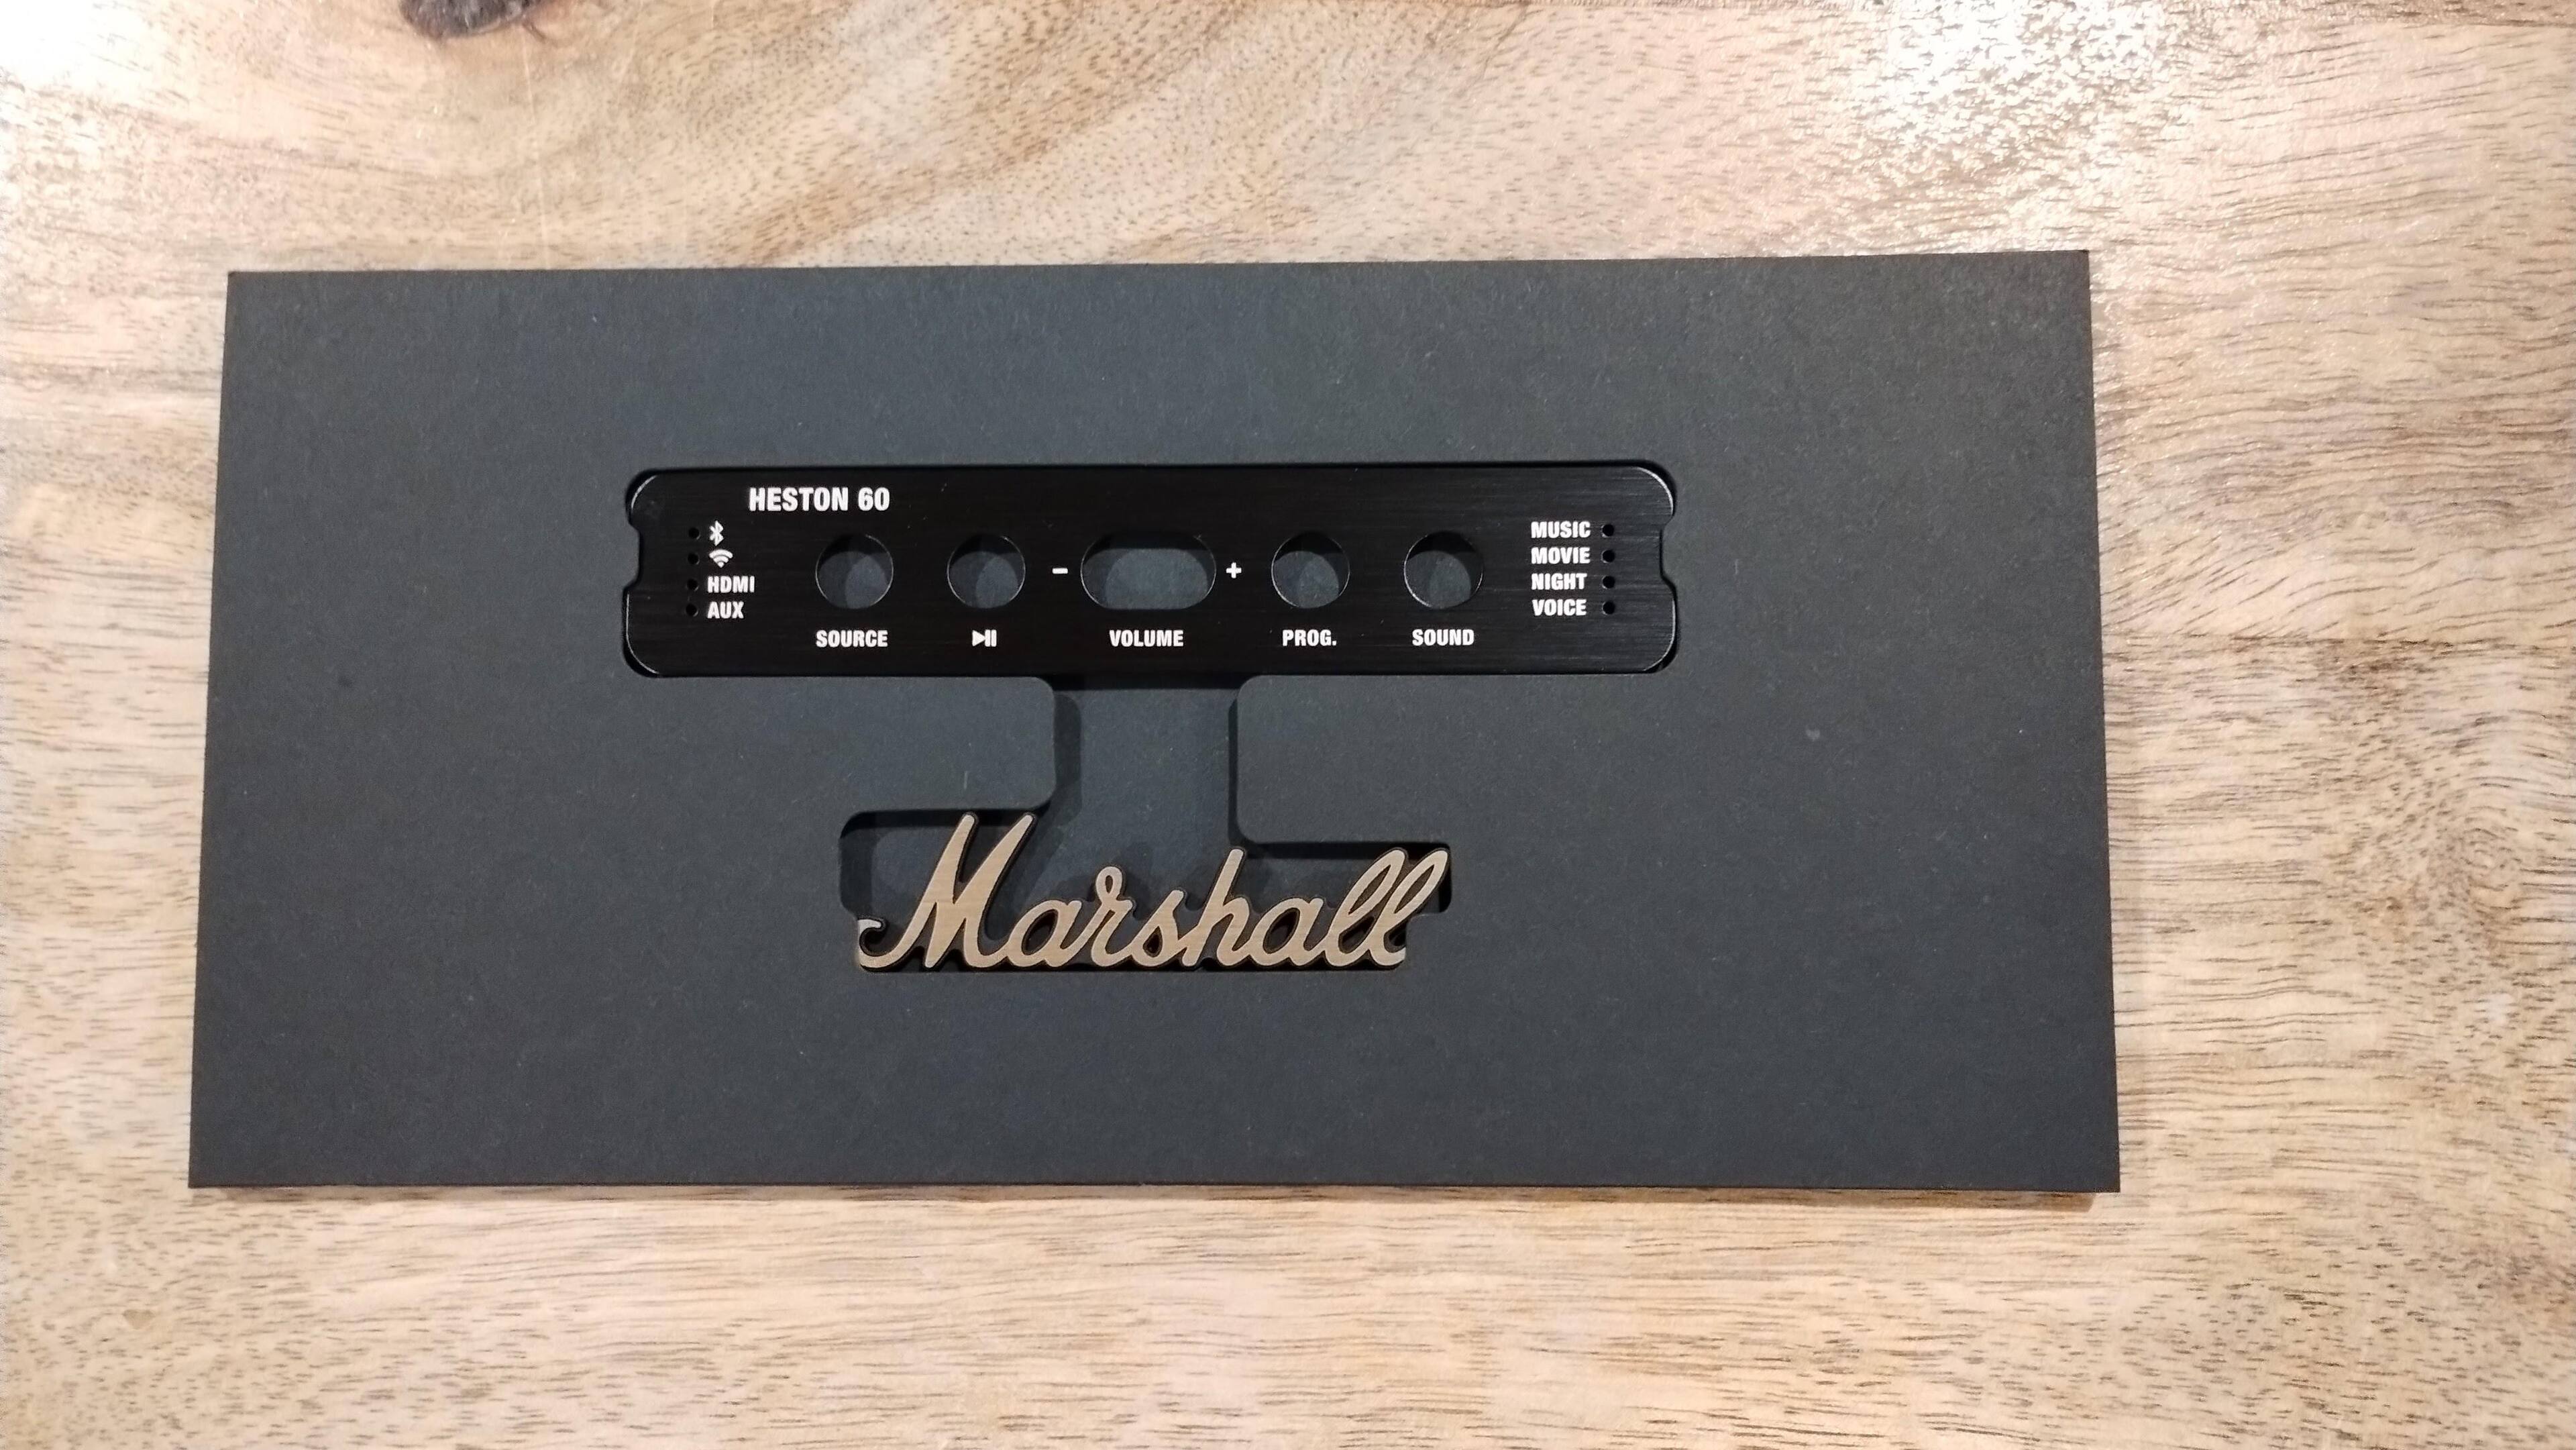 HESTON 60
HDMI
AUX
SOURCE
- VOLUME +
PROG.
SOUND
MUSIC
MOVIE
NIGHT
VOICE
Marshall